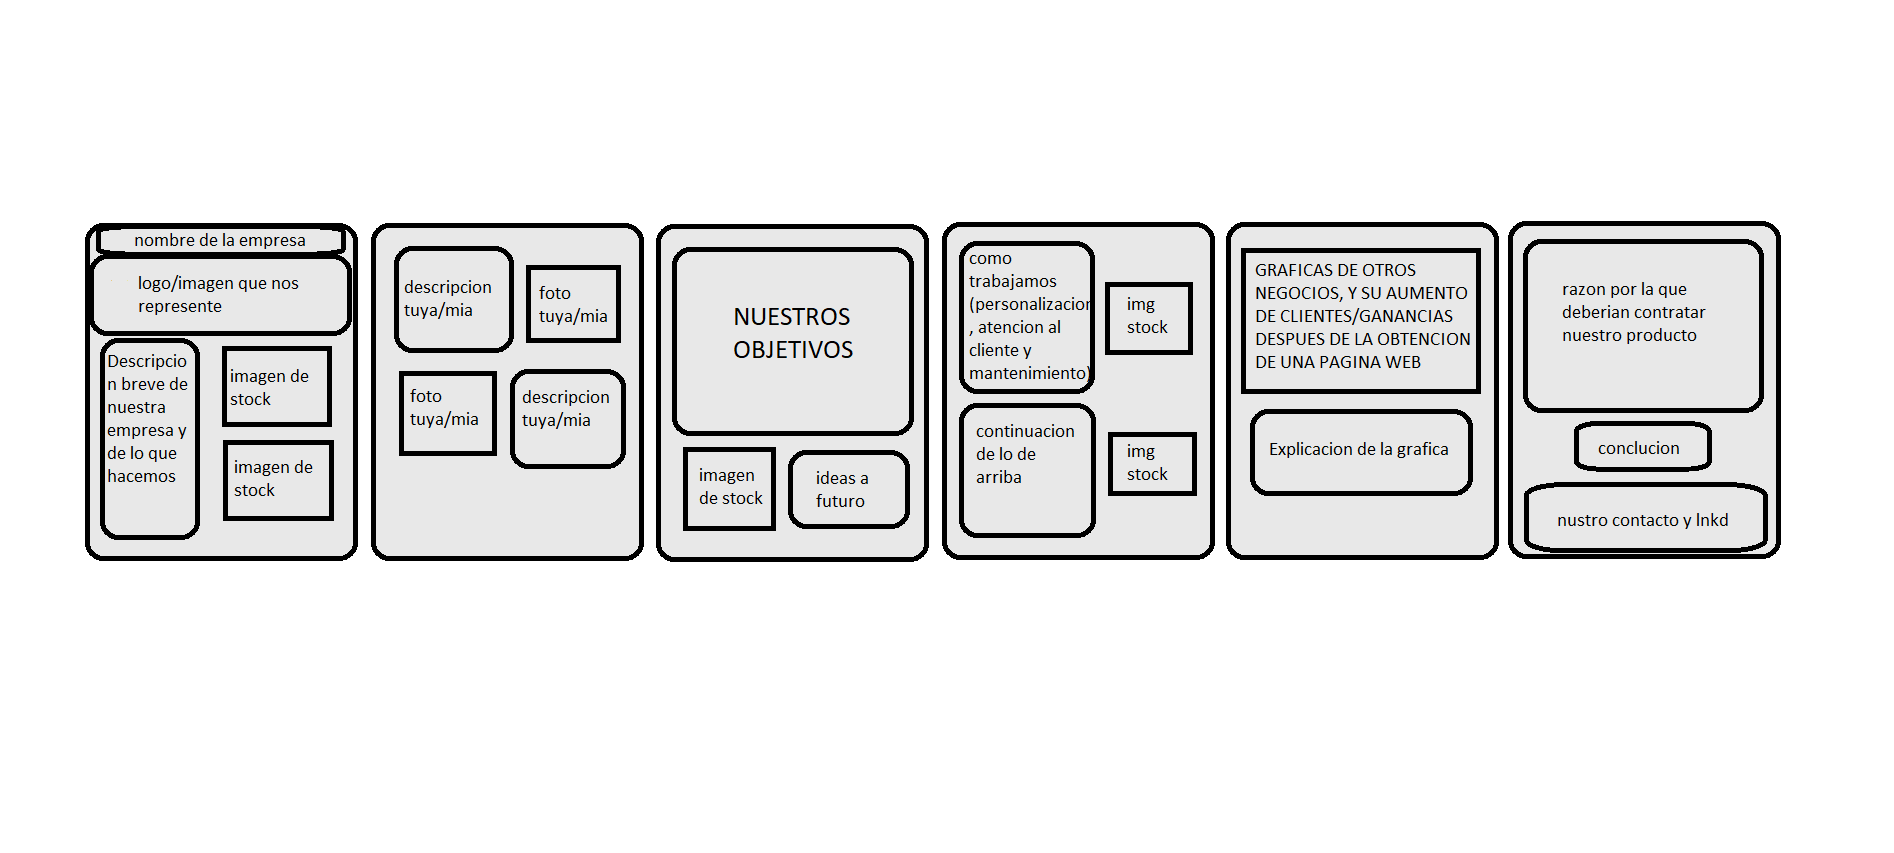 nombre de la empresa
logo/imagen que nos
represente
Descripcio
n breve de
nuestra
empresa y
de lo que
hacemos
imagen de
stock
imagen de
stock
descripcion
tuya/mia
foto
tuya/mia
foto
tuya/mia
descripcion
tuya/mia
NUESTROS
OBJETIVOS
imagen
de stock
ideas a
futuro
como
trabajamos
(personalizacion
, atencion al
cliente y
mantenimiento)
img
stock
continuacion
de lo de
arriba
img
stock
GRAFICAS DE OTROS
NEGOCIOS, Y SU AUMENTO
DE CLIENTES/GANANCIAS
DESPUES DE LA OBTENCION
DE UNA PAGINA WEB
Explicacion de la grafica
razon por la que
deberian contratar
nuestro producto
conclucion
nustro contacto y lnkd